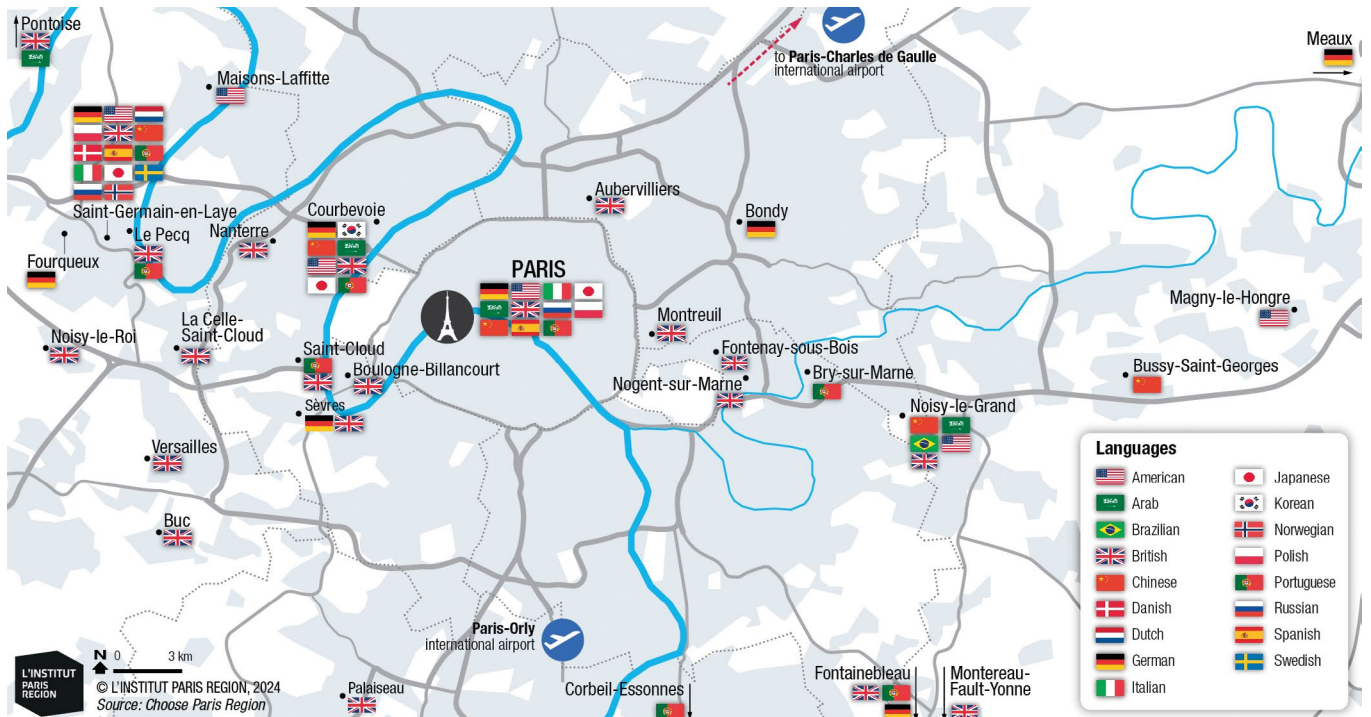 Pontoise
Maisons-Laffitte
to Paris-Charles de Gaulle
international airport
Meaux
Saint-Germain-en-Laye
Le Pecq
Nanterre
Fourqueux
Courbevoie
Aubervilliers
Bondy
PARIS
Noisy-le-Roi
La Celle-
Saint-Cloud
Saint-Cloud
Boulogne-Billancourt
Sèvres
Montreuil
Fontenay-sous-Bois
Nogent-sur-Marne
Bry-sur-Marne
Magny-le-Hongre
Bussy-Saint-Georges
Noisy-le-Grand
Versailles
Buc
Paris-Orly
international airport
Palaiseau
Corbeil-Essonnes
Fontainebleau
Montereau-
Fault-Yonne
Languages
American
Arab
Brazilian
British
Chinese
Danish
Dutch
German
Italian
Japanese
Korean
Norwegian
Polish
Portuguese
Russian
Spanish
Swedish
L'INSTITUT
PARIS
REGION
N 0 3 km
© L'INSTITUT PARIS REGION, 2024
Source: Choose Paris Region